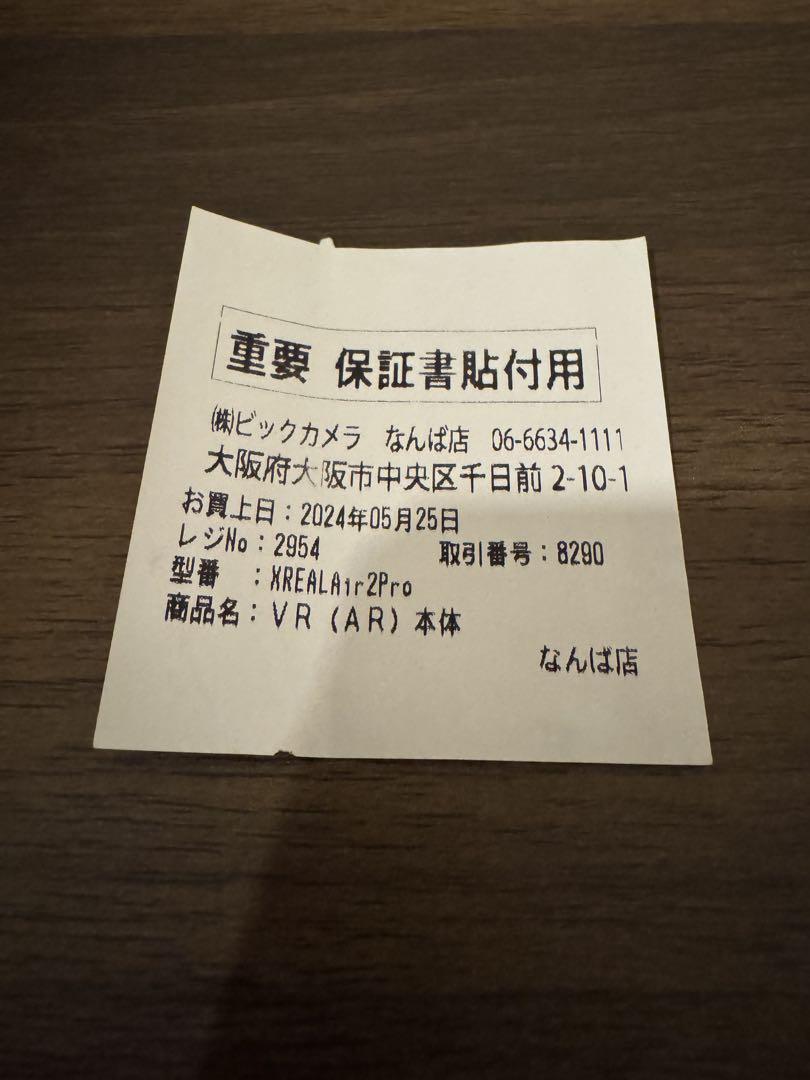 重要 保証書貼付用
㈱ビックカメラ なんば店 06-6634-1111
大阪府大阪市中央区千日前2-10-1
お買上日：2024年05月25日
レジNo：2954 取引番号：8290
型番 ：XREALAir2Pro
商品名：ＶＲ（ＡＲ）本体
なんば店